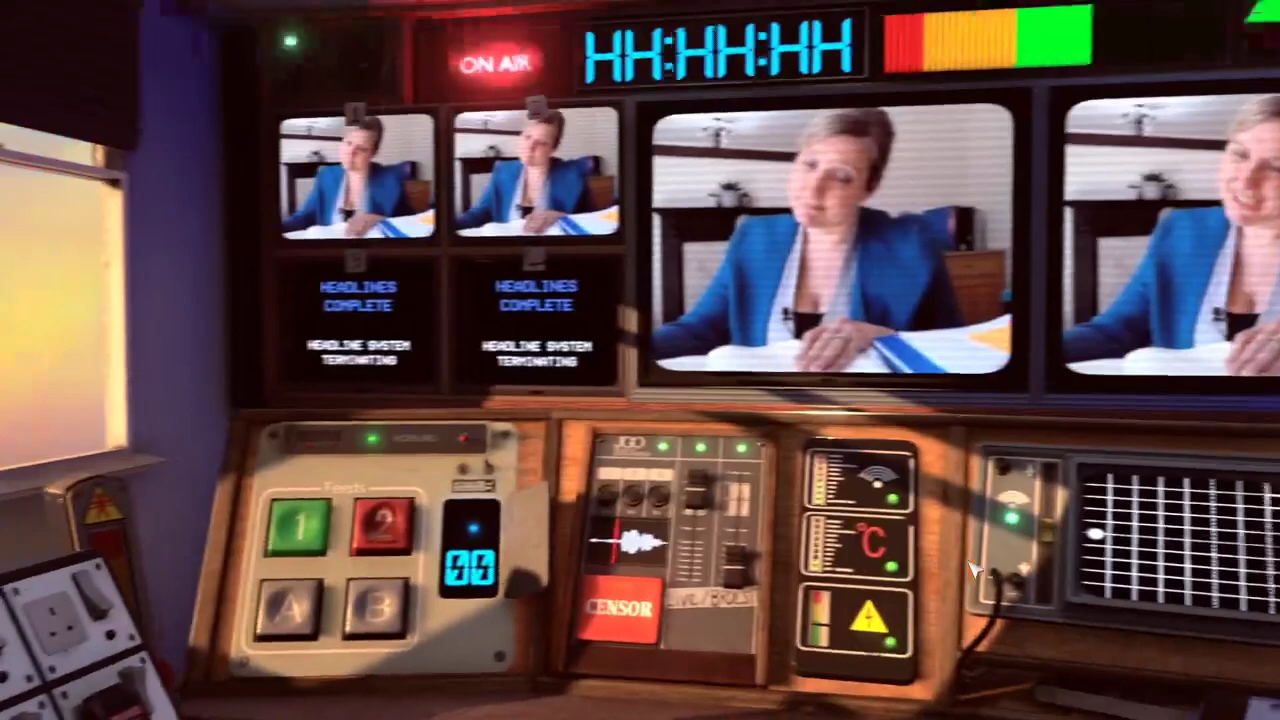 ON AIR
HH:HH:HH
HEADLINES
COMPLETE
HEADLINE SYSTEM
TERMINATING
HEADLINES
COMPLETE
HEADLINE SYSTEM
TERMINATING
Feeds
1
2
A
B
JGO
CENSOR
°C